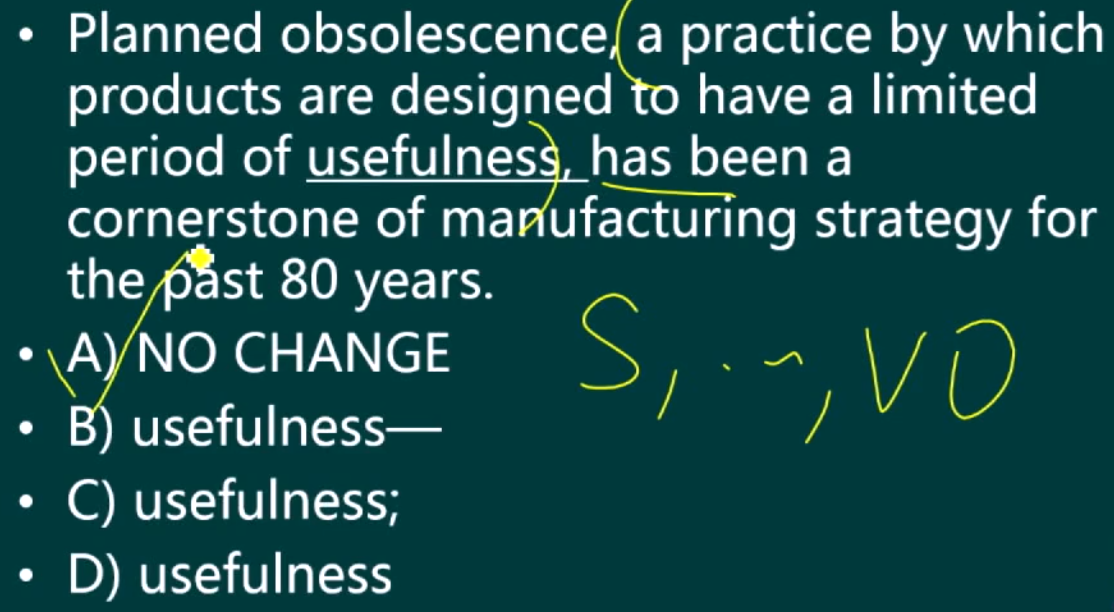 • Planned obsolescence, a practice by which
products are designed to have a limited
period of usefulness, has been a
cornerstone of manufacturing strategy for
the past 80 years.
• A) NO CHANGE
• B) usefulness—
• C) usefulness;
• D) usefulness
S, ..~, VO